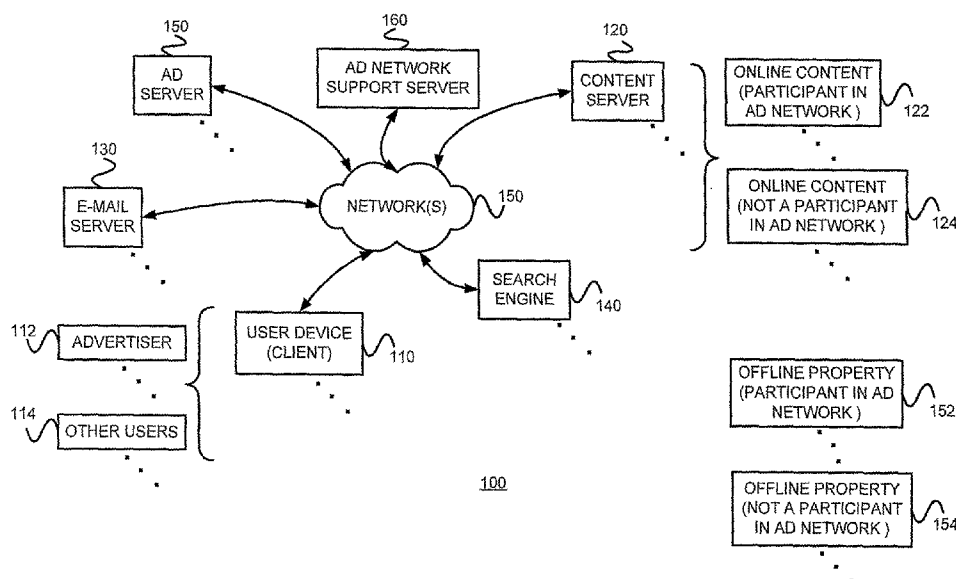 150
AD
SERVER
160
AD NETWORK
SUPPORT SERVER
120
CONTENT
SERVER
ONLINE CONTENT
(PARTICIPANT IN
AD NETWORK )
122
130
E-MAIL
SERVER
NETWORK(S)
150
ONLINE CONTENT
(NOT A PARTICIPANT
IN AD NETWORK )
124
SEARCH
ENGINE
140
112
ADVERTISER
USER DEVICE
(CLIENT)
110
114
OTHER USERS
OFFLINE PROPERTY
(PARTICIPANT IN AD
NETWORK )
152
100
OFFLINE PROPERTY
(NOT A PARTICIPANT
IN AD NETWORK )
154